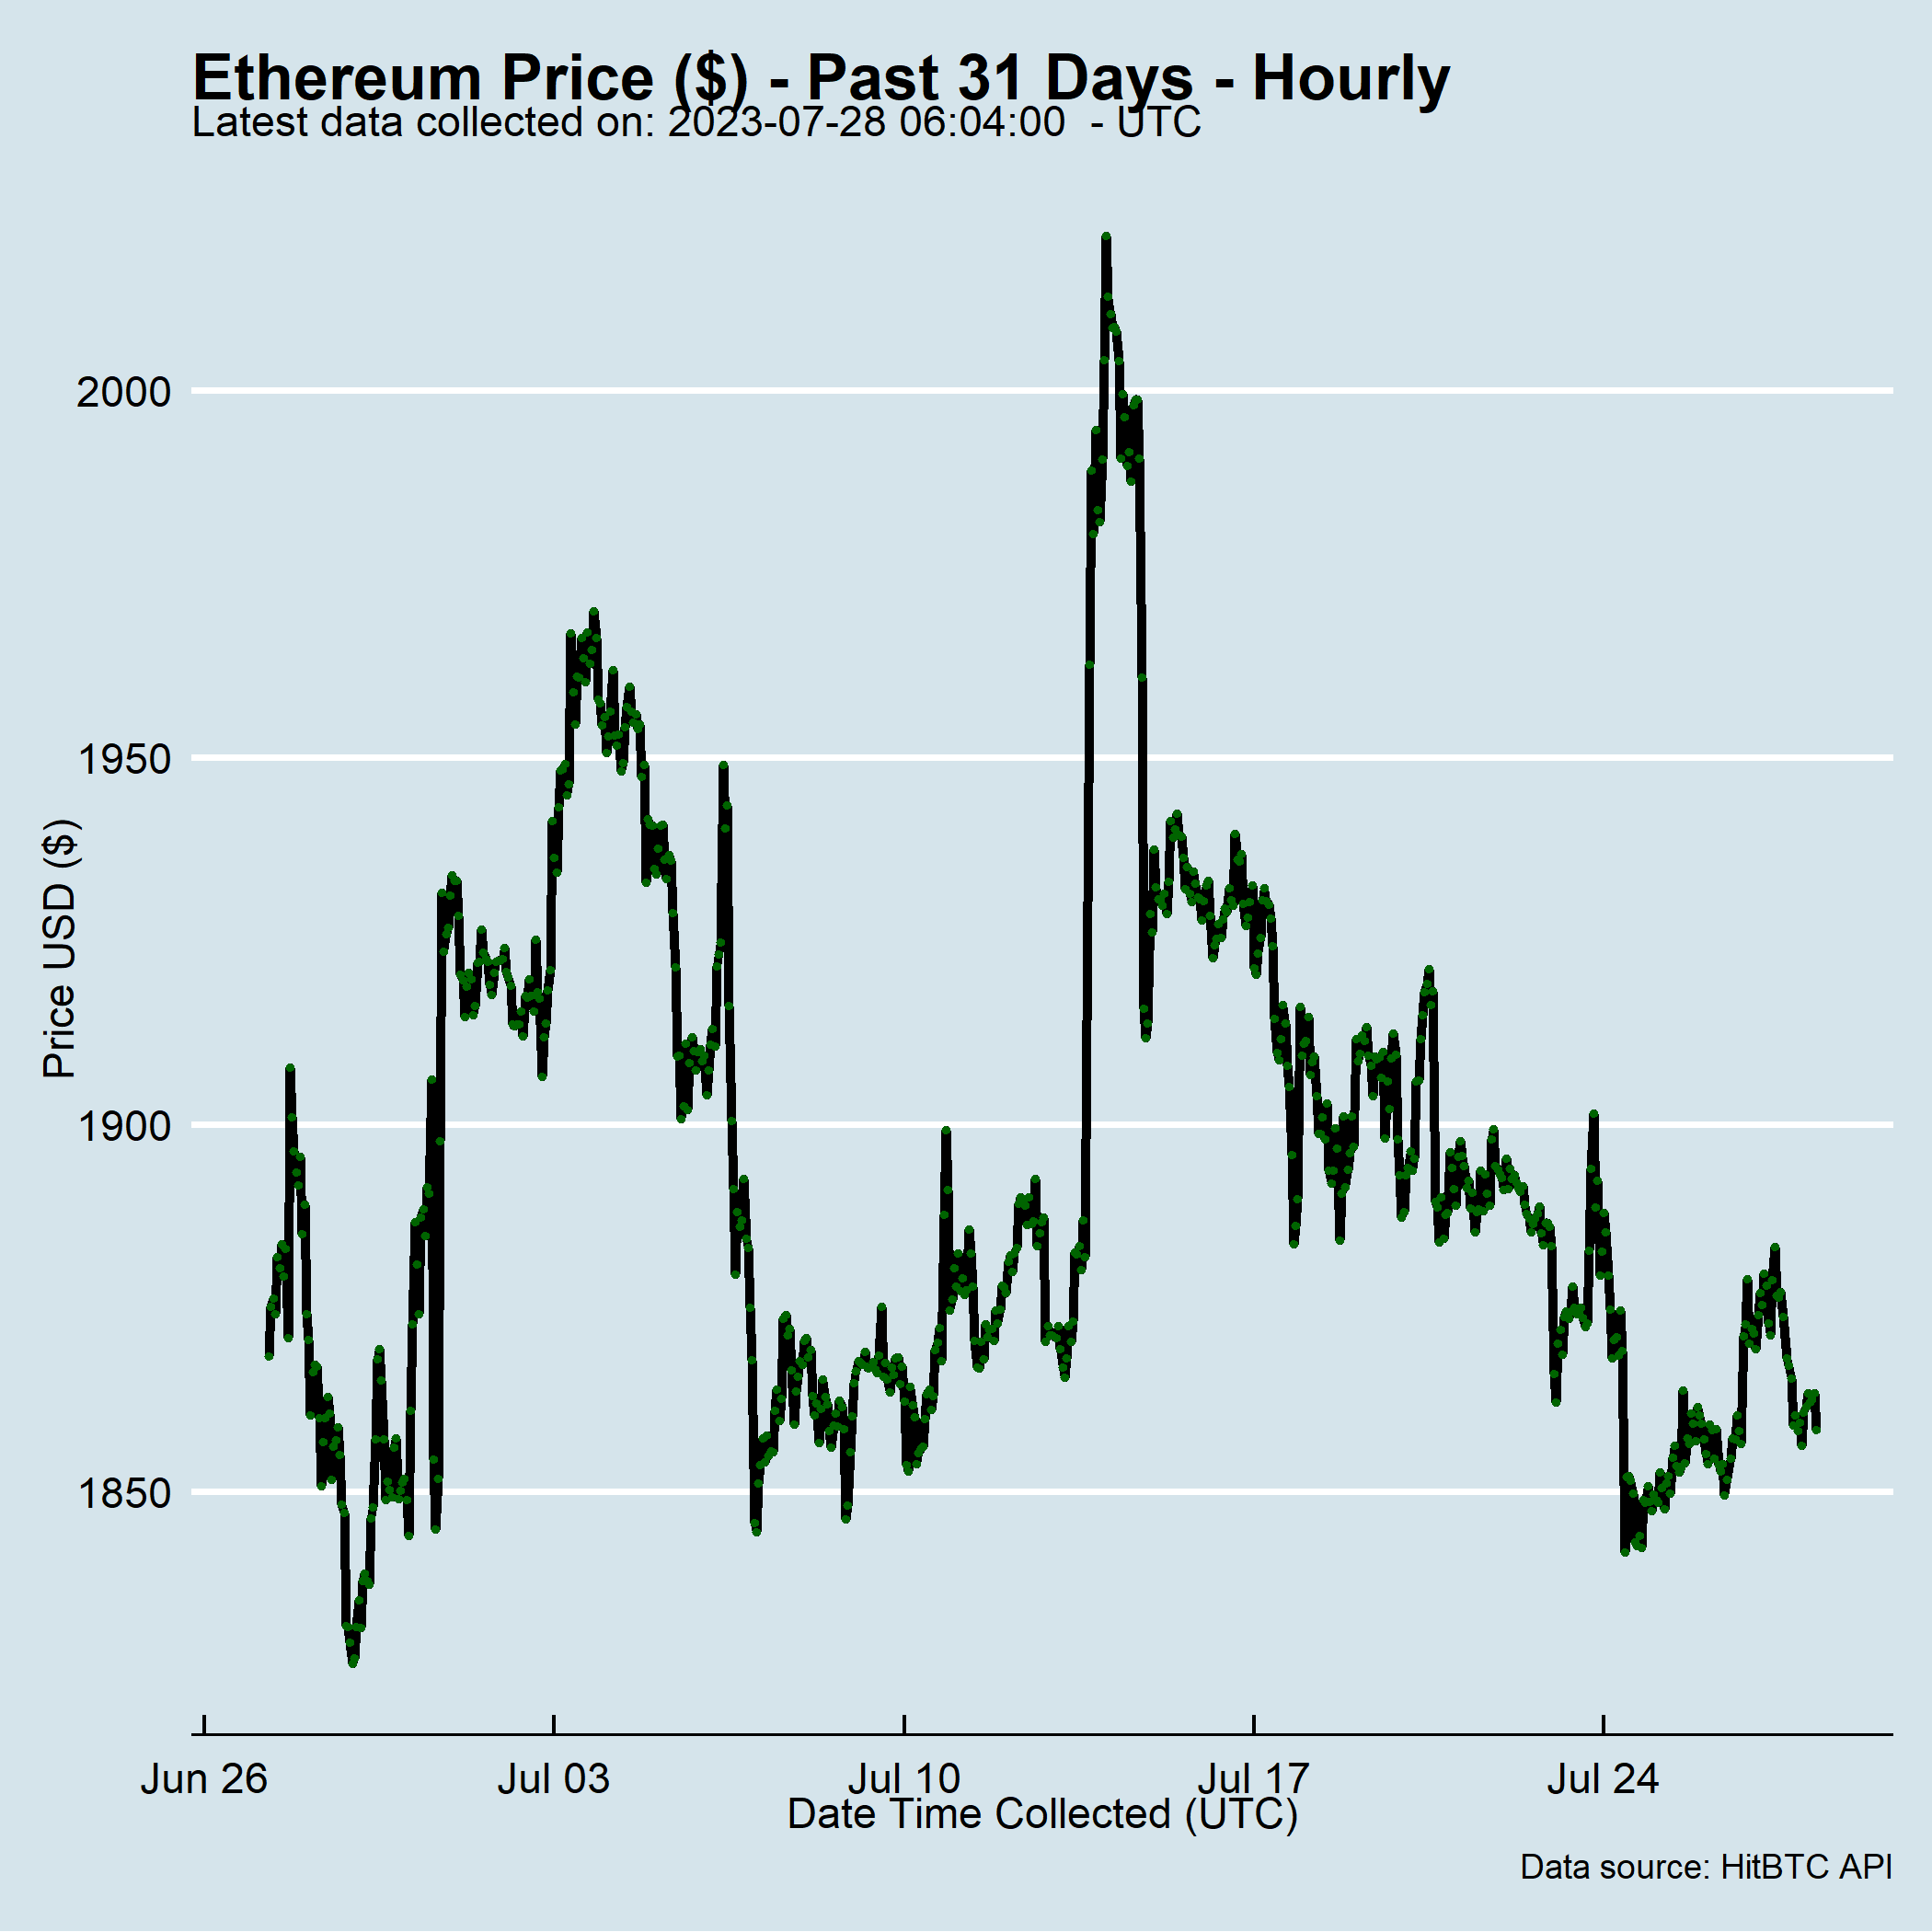 Ethereum Price ($) - Past 31 Days - Hourly
Latest data collected on: 2023-07-28 06:04:00  - UTC
2000
1950
1900
1850
Price USD ($)
Jun 26
Jul 03
Jul 10
Jul 17
Jul 24
Date Time Collected (UTC)
Data source: HitBTC API